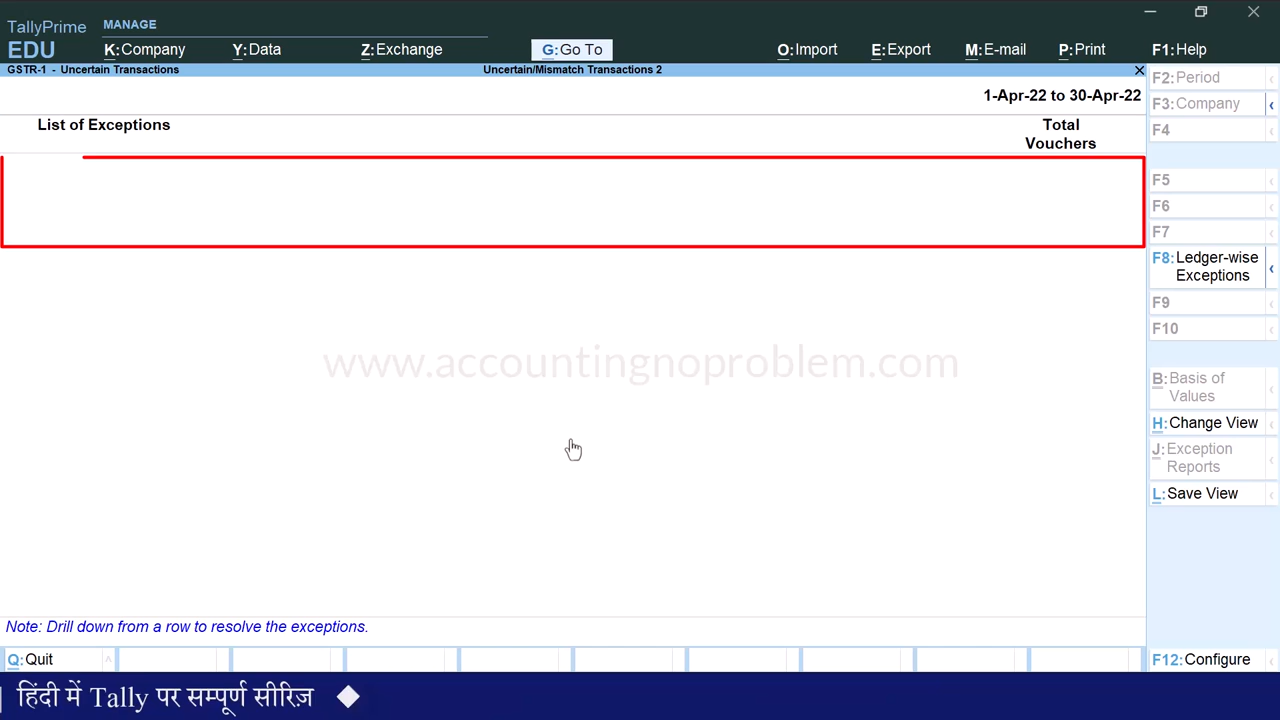 TallyPrime
EDU
MANAGE
K:Company
Y:Data
Z:Exchange
G:Go To
O:Import
E:Export
M:E-mail
P:Print
F1:Help
GSTR-1 - Uncertain Transactions
Uncertain/Mismatch Transactions 2
1-Apr-22 to 30-Apr-22
List of Exceptions
Total
Vouchers
F2:Period
F3:Company
F4
F5
F6
F7
F8:Ledger-wise
Exceptions
F9
F10
B:Basis of
Values
H:Change View
J:Exception
Reports
L:Save View
www.accountingnoproblem.com
Note: Drill down from a row to resolve the exceptions.
Q:Quit
F12:Configure
हिंदी में Tally पर सम्पूर्ण सीरिज़